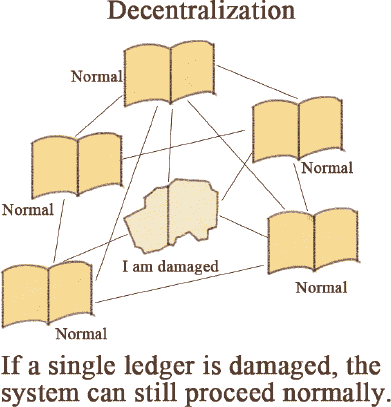 Decentralization
Normal
Normal
Normal
I am damaged
Normal
Normal
If a single ledger is damaged, the
system can still proceed normally.